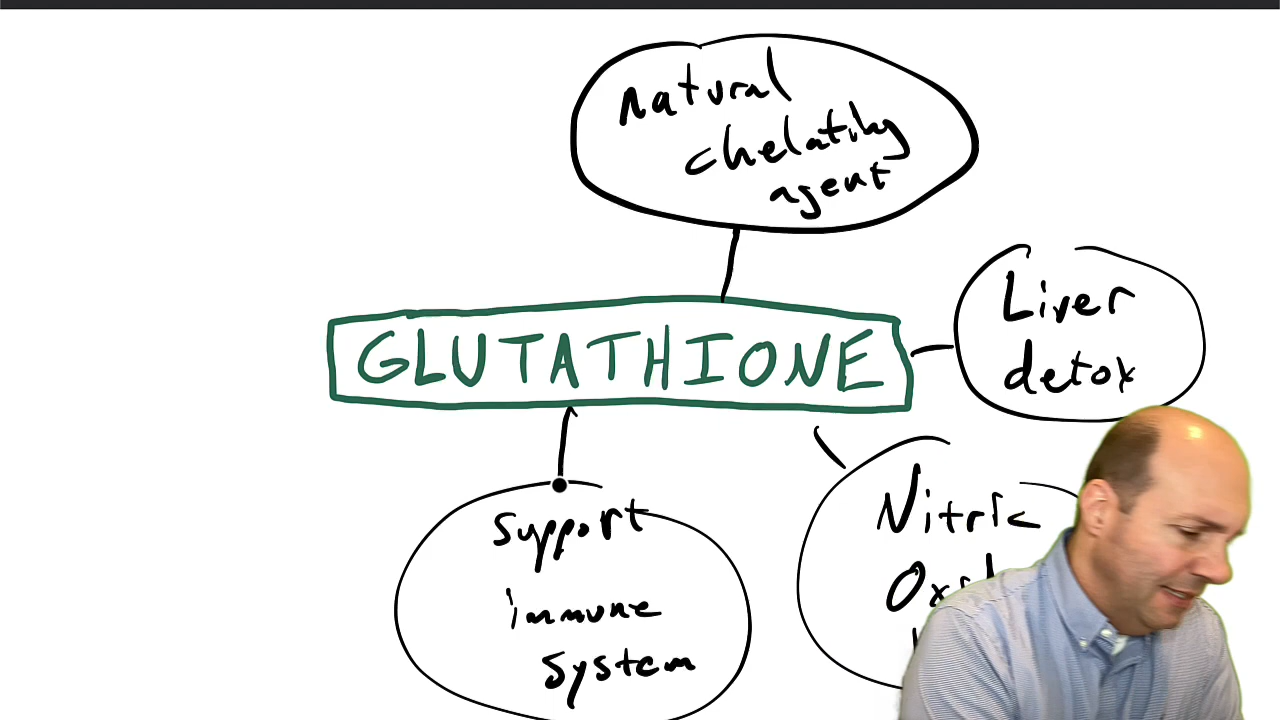 natural
chelating
agent
GLUTATHIONE
Liver
detox
Support
immune
system
Nitric